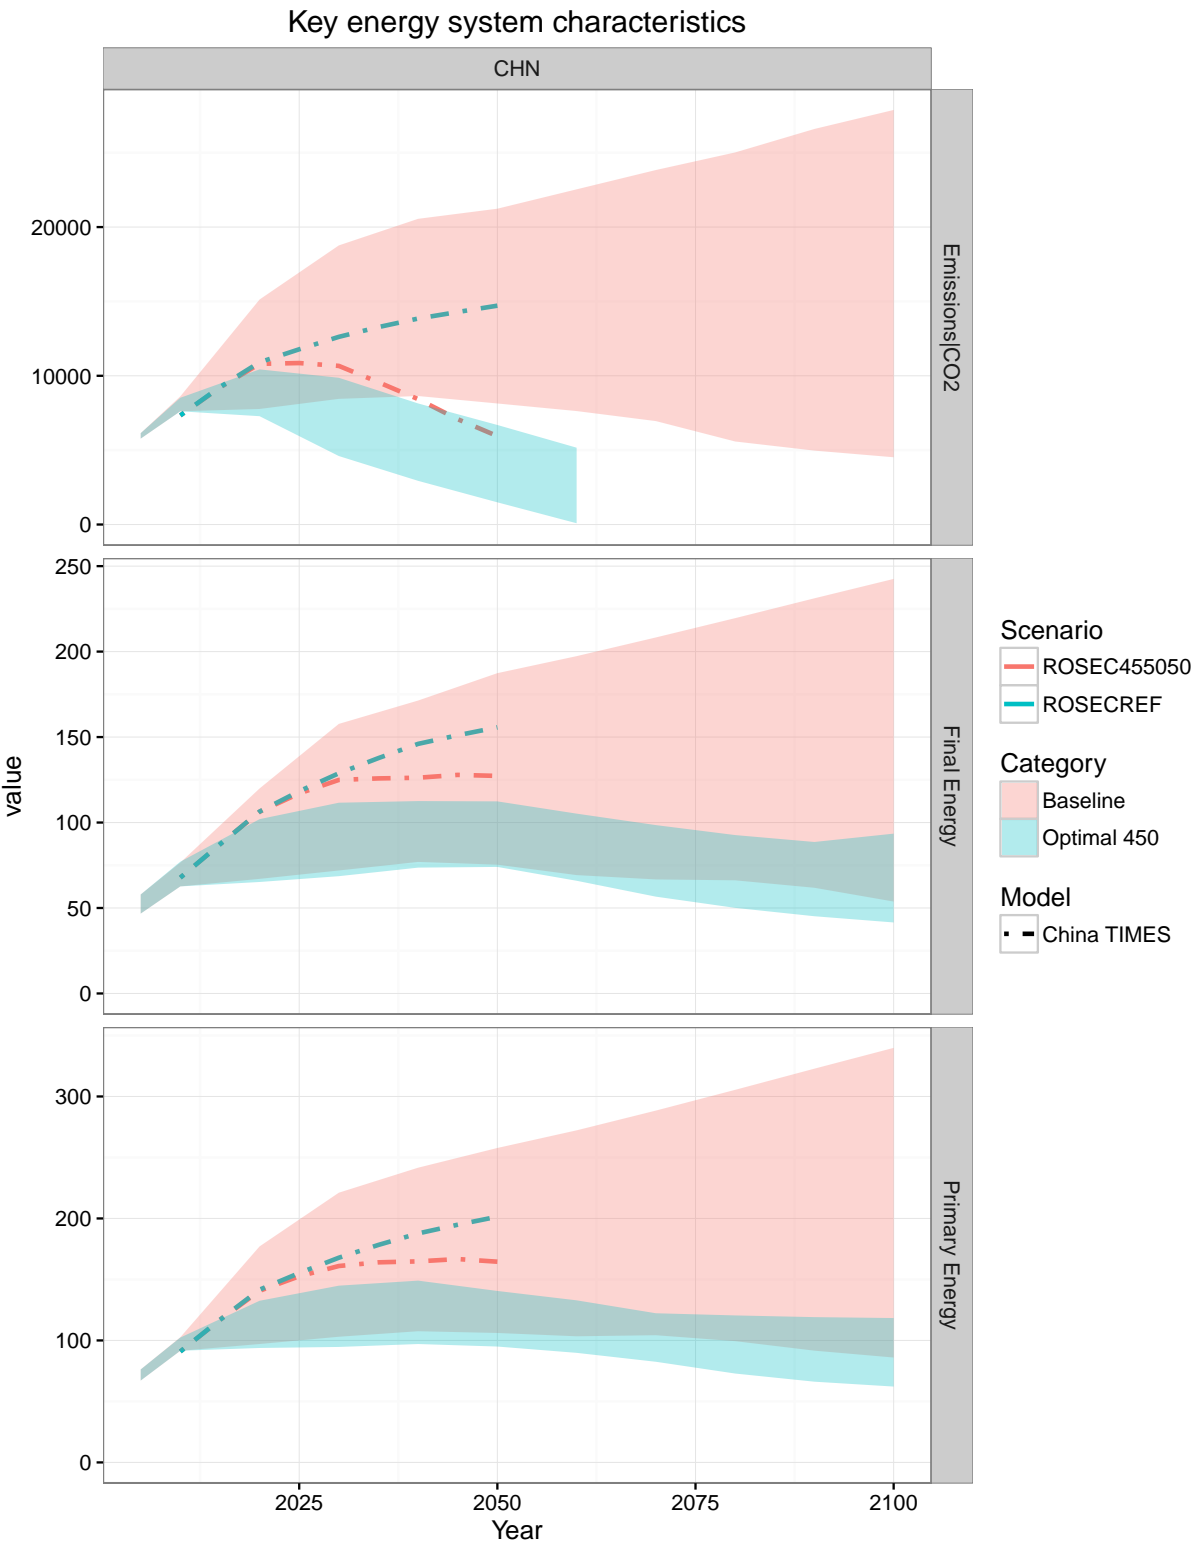 Key energy system characteristics
CHN
Emissions|CO2
20000
10000
0
Final Energy
250
200
150
100
50
0
Primary Energy
300
200
100
0
2025
2050
2075
2100
Year
value
Scenario
ROSEC455050
ROSECREF
Category
Baseline
Optimal 450
Model
China TIMES